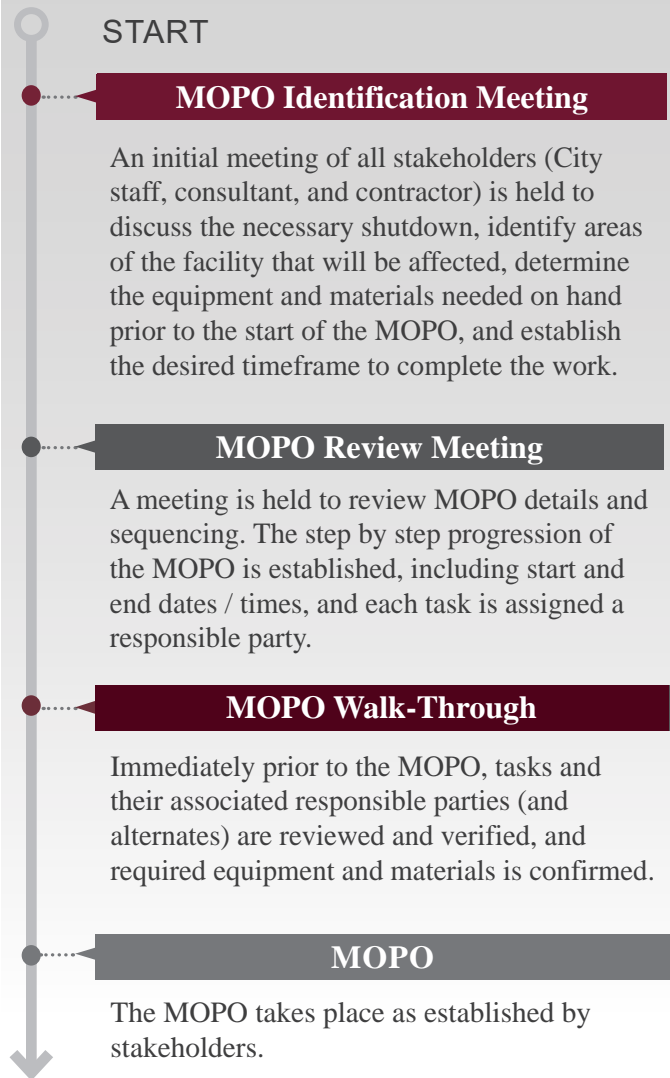 START
MOPO Identification Meeting
An initial meeting of all stakeholders (City
staff, consultant, and contractor) is held to
discuss the necessary shutdown, identify areas
of the facility that will be affected, determine
the equipment and materials needed on hand
prior to the start of the MOPO, and establish
the desired timeframe to complete the work.
MOPO Review Meeting
A meeting is held to review MOPO details and
sequencing. The step by step progression of
the MOPO is established, including start and
end dates / times, and each task is assigned a
responsible party.
MOPO Walk-Through
Immediately prior to the MOPO, tasks and
their associated responsible parties (and
alternates) are reviewed and verified, and
required equipment and materials is confirmed.
MOPO
The MOPO takes place as established by
stakeholders.